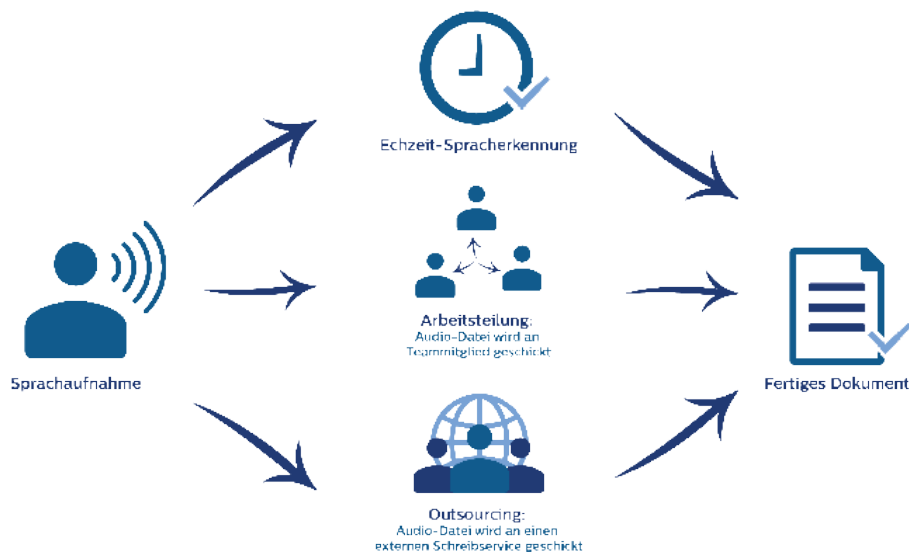 Echzeit-Spracherkennung
Arbeitsteilung:
Audio-Datei wird an
Teammitglied geschickt
Sprachaufnahme
Fertiges Dokument
Outsourcing:
Audio-Datei wird an einen
externen Schreibservice geschickt